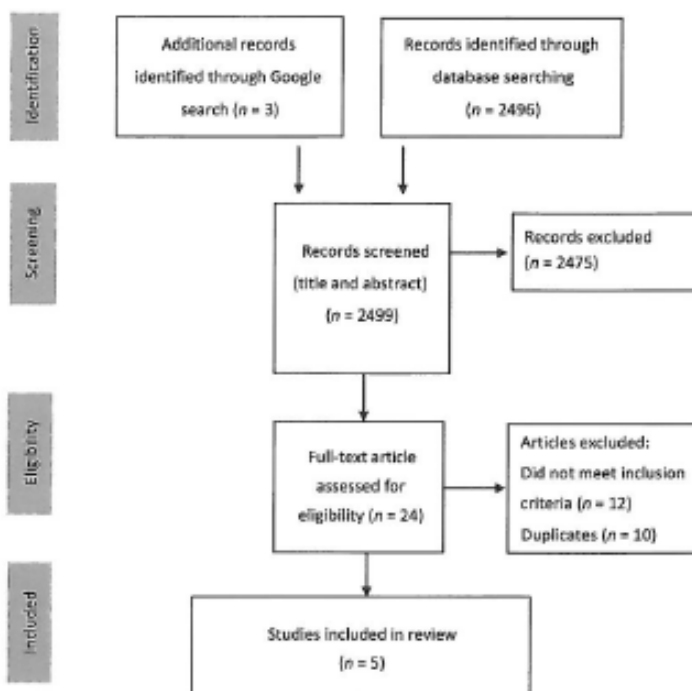 Identification
Additional records
identified through Google
search (n = 3)
Records identified through
database searching
(n = 2496)
Screening
Records screened
(title and abstract)
(n = 2499)
Records excluded
(n = 2475)
Eligibility
Full-text article
assessed for
eligibility (n = 24)
Articles excluded:
Did not meet inclusion
criteria (n = 12)
Duplicates (n = 10)
Included
Studies included in review
(n = 5)